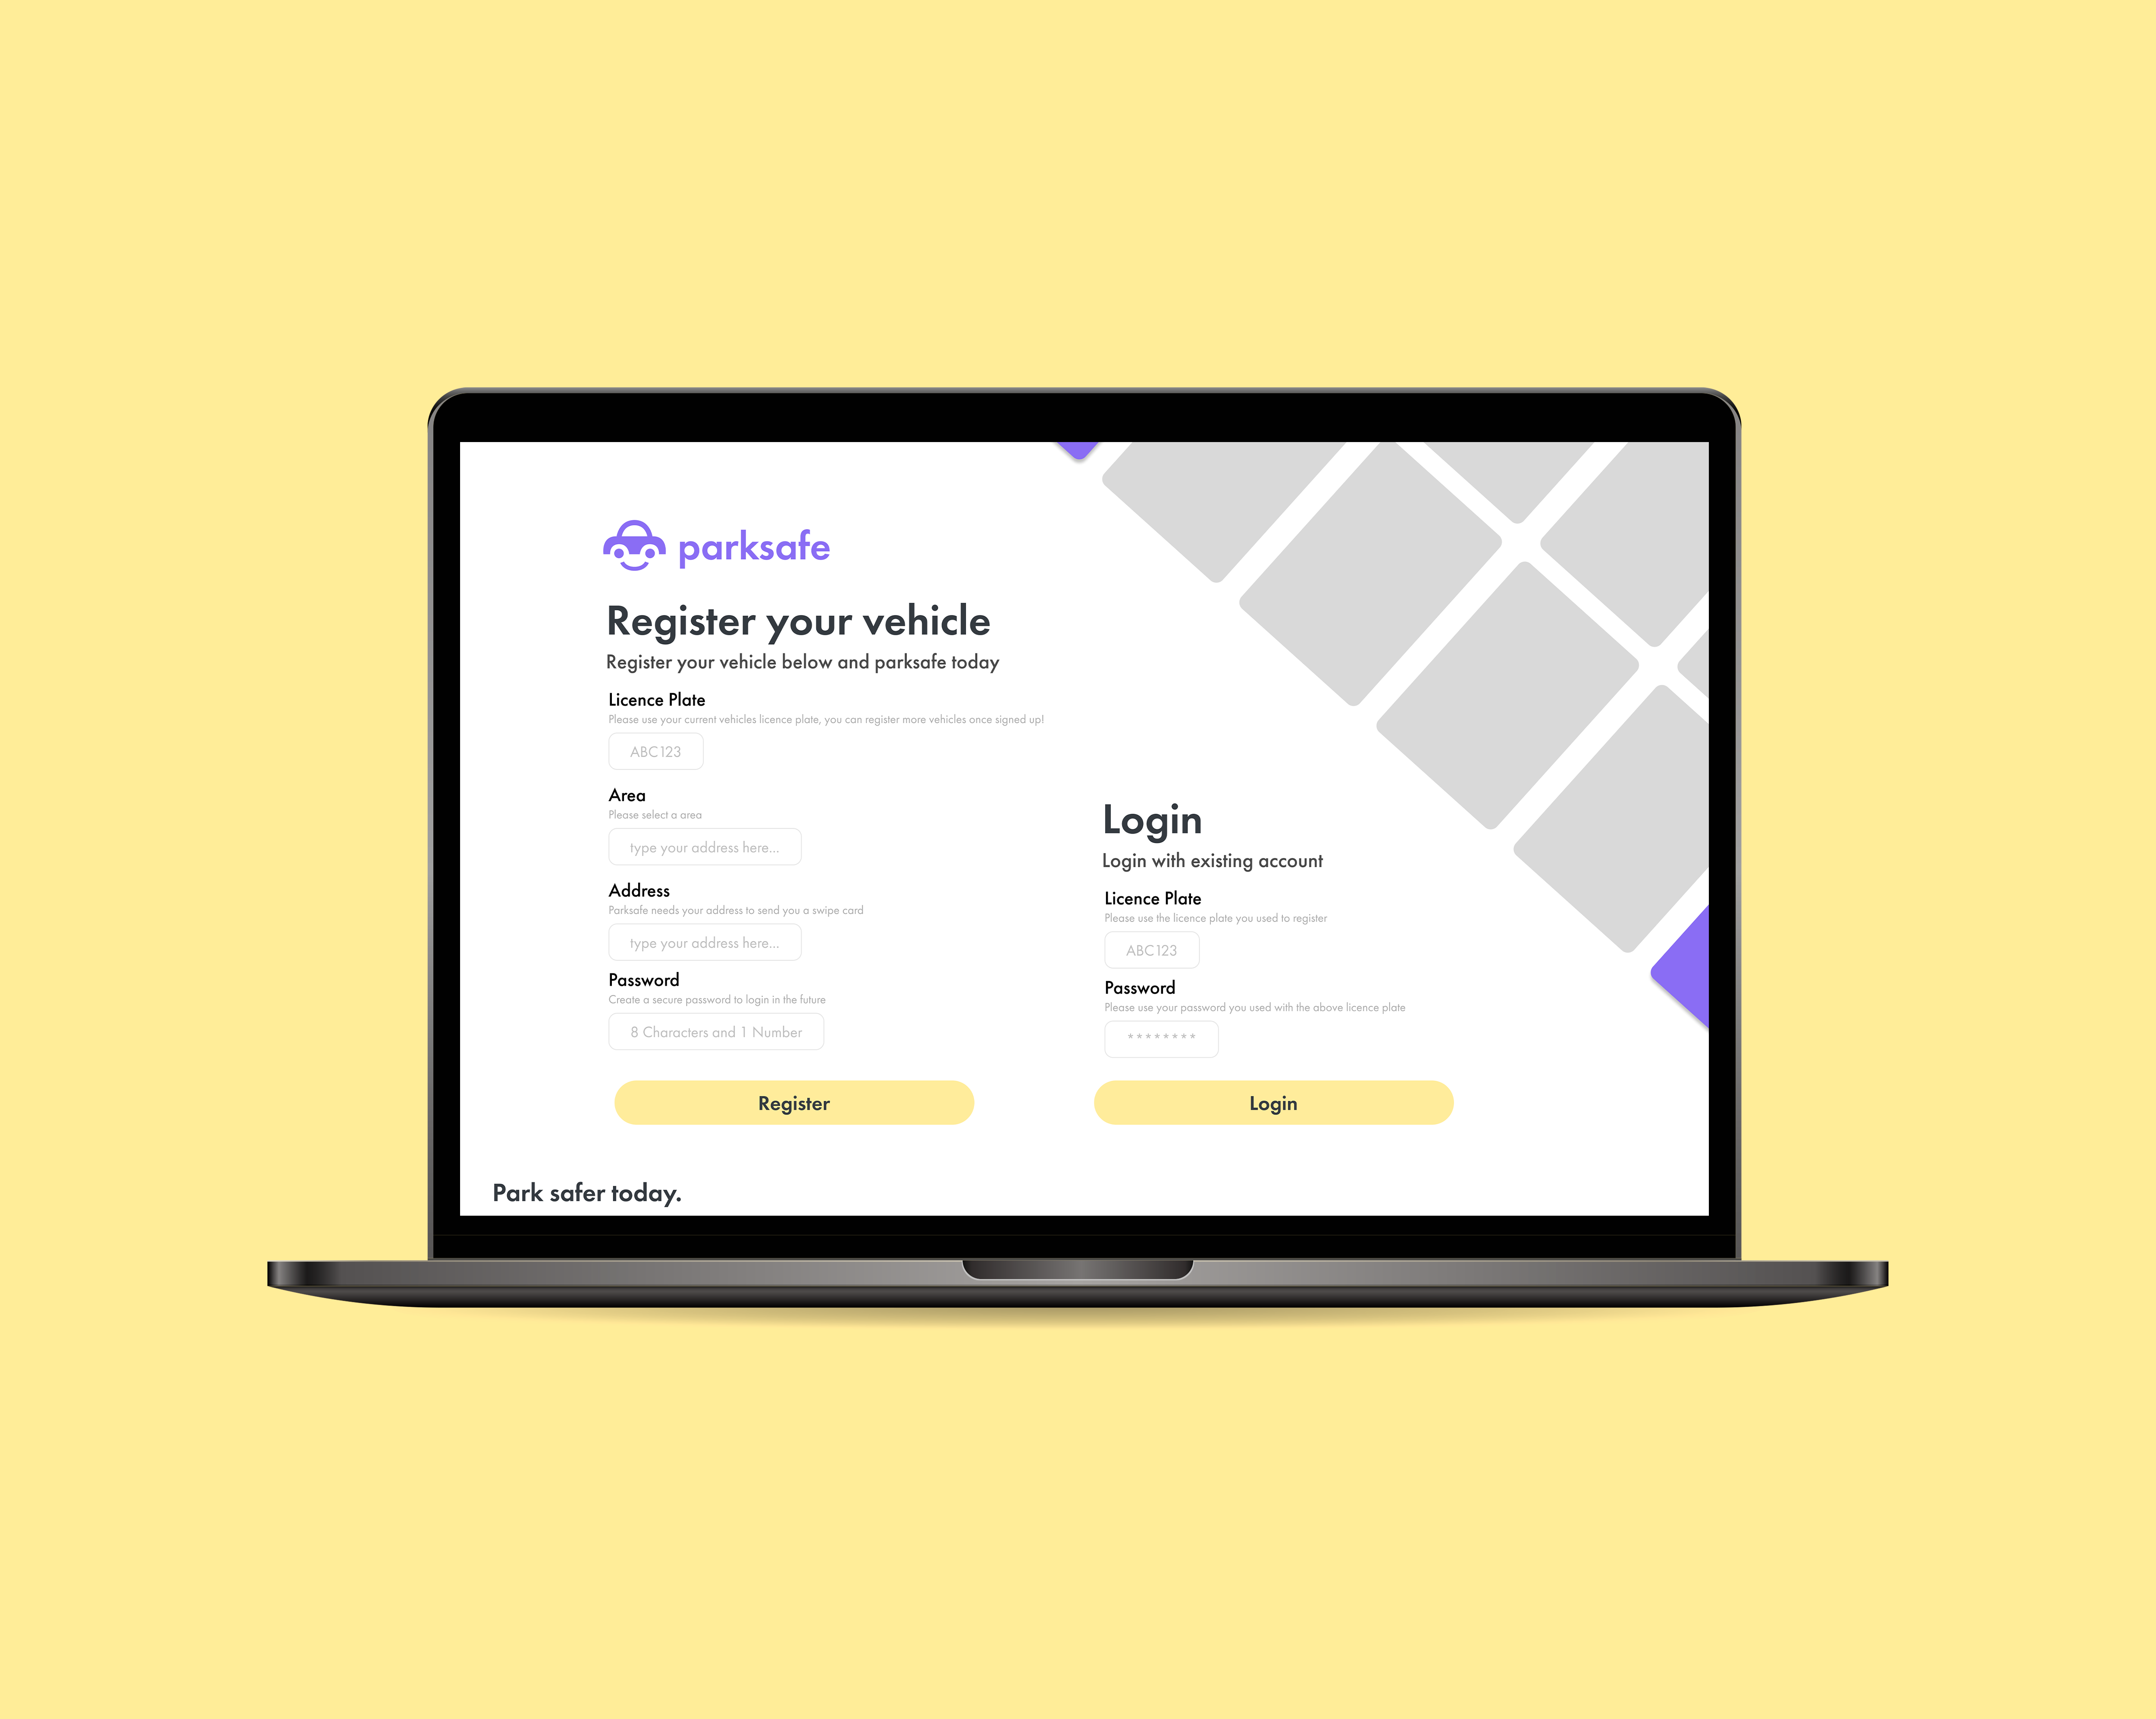 parksafe
Register your vehicle
Register your vehicle below and parksafe today
Licence Plate
Please use your current vehicles licence plate, you can register more vehicles once signed up!
ABC123
Area
Please select a area
type your address here...
Address
Parksafe needs your address to send you a swipe card
type your address here...
Password
Create a secure password to login in the future
8 Characters and 1 Number
Register
Login
Login with existing account
Licence Plate
Please use the licence plate you used to register
ABC123
Password
Please use your password you used with the above licence plate
********
Login
Park safer today.